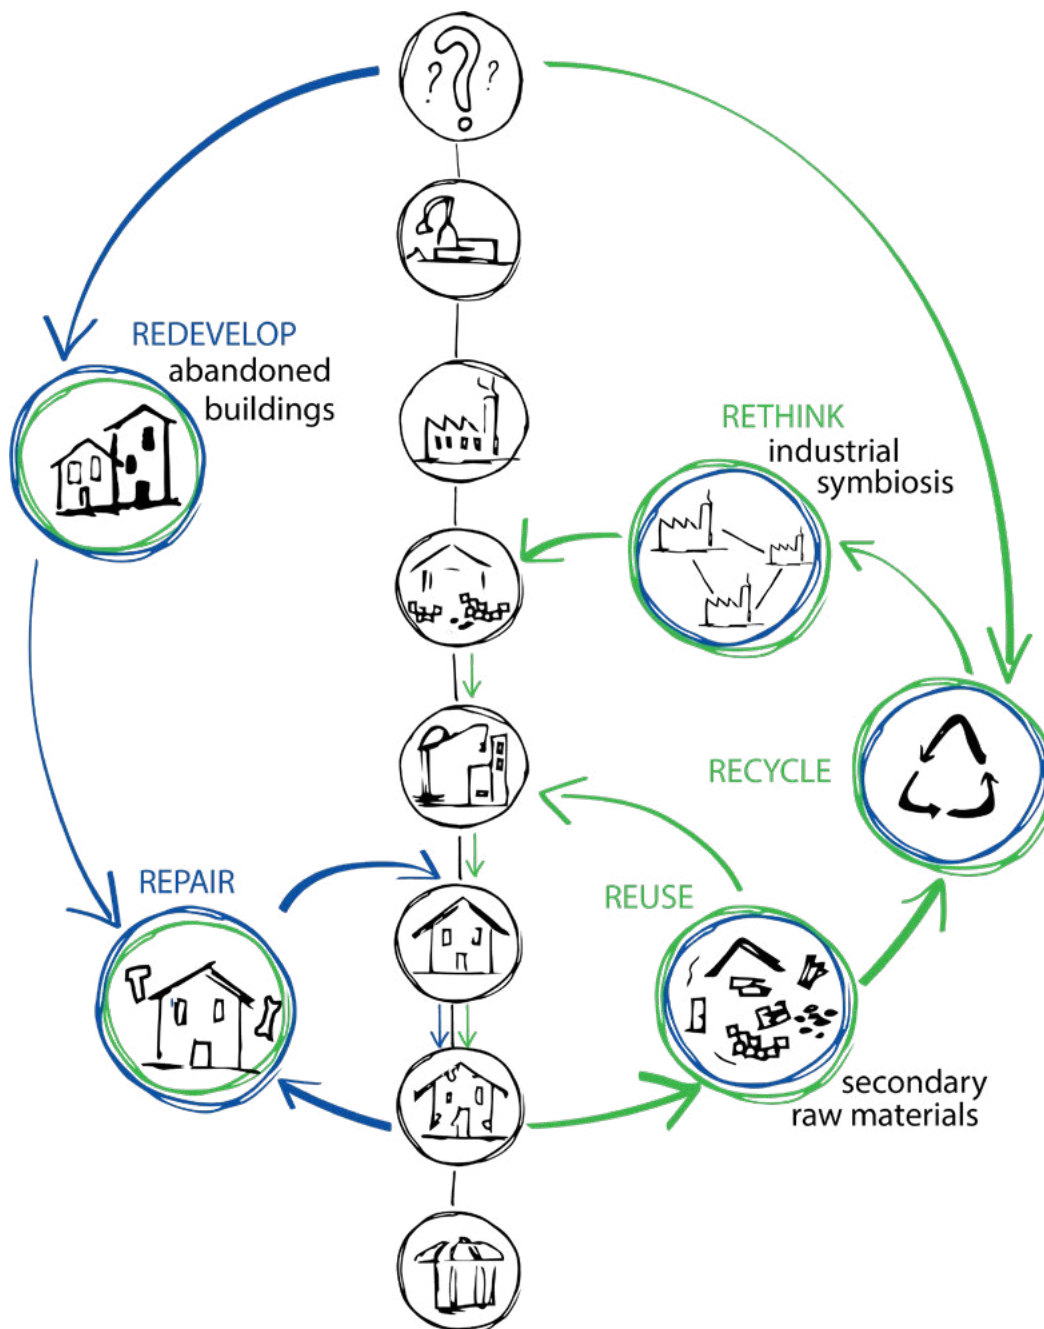 ? ? ?
REDEVELOP
abandoned
buildings
RETHINK
industrial
symbiosis
RECYCLE
REPAIR
REUSE
secondary
raw materials